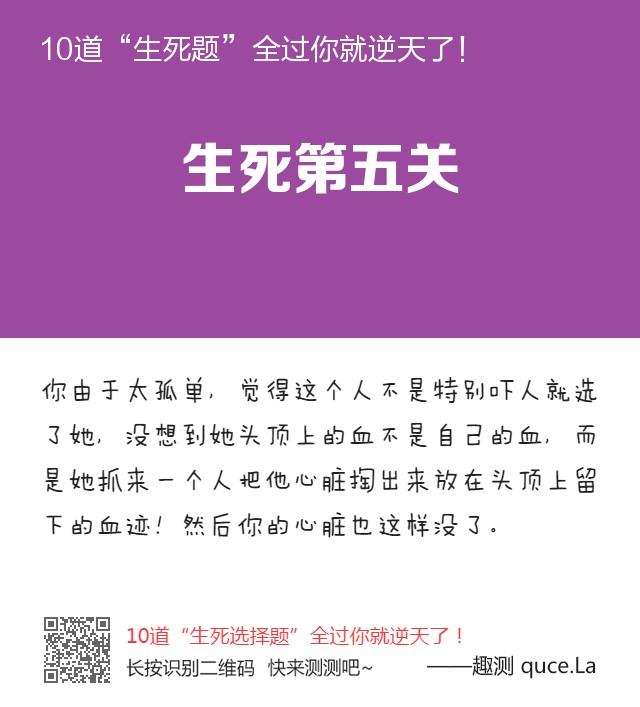 10道“生死题”全过你就逆天了！
生死第五关
你由于太孤单，觉得这个人不是特别吓人就选
了她，没想到她头顶上的血不是自己的血，而
是她抓来一个人把他心脏掏出来放在头顶上留
下的血迹！然后你的心脏也这样没了。
10道“生死选择题”全过你就逆天了！
长按识别二维码 快来测测吧~
——趣测 quce.La